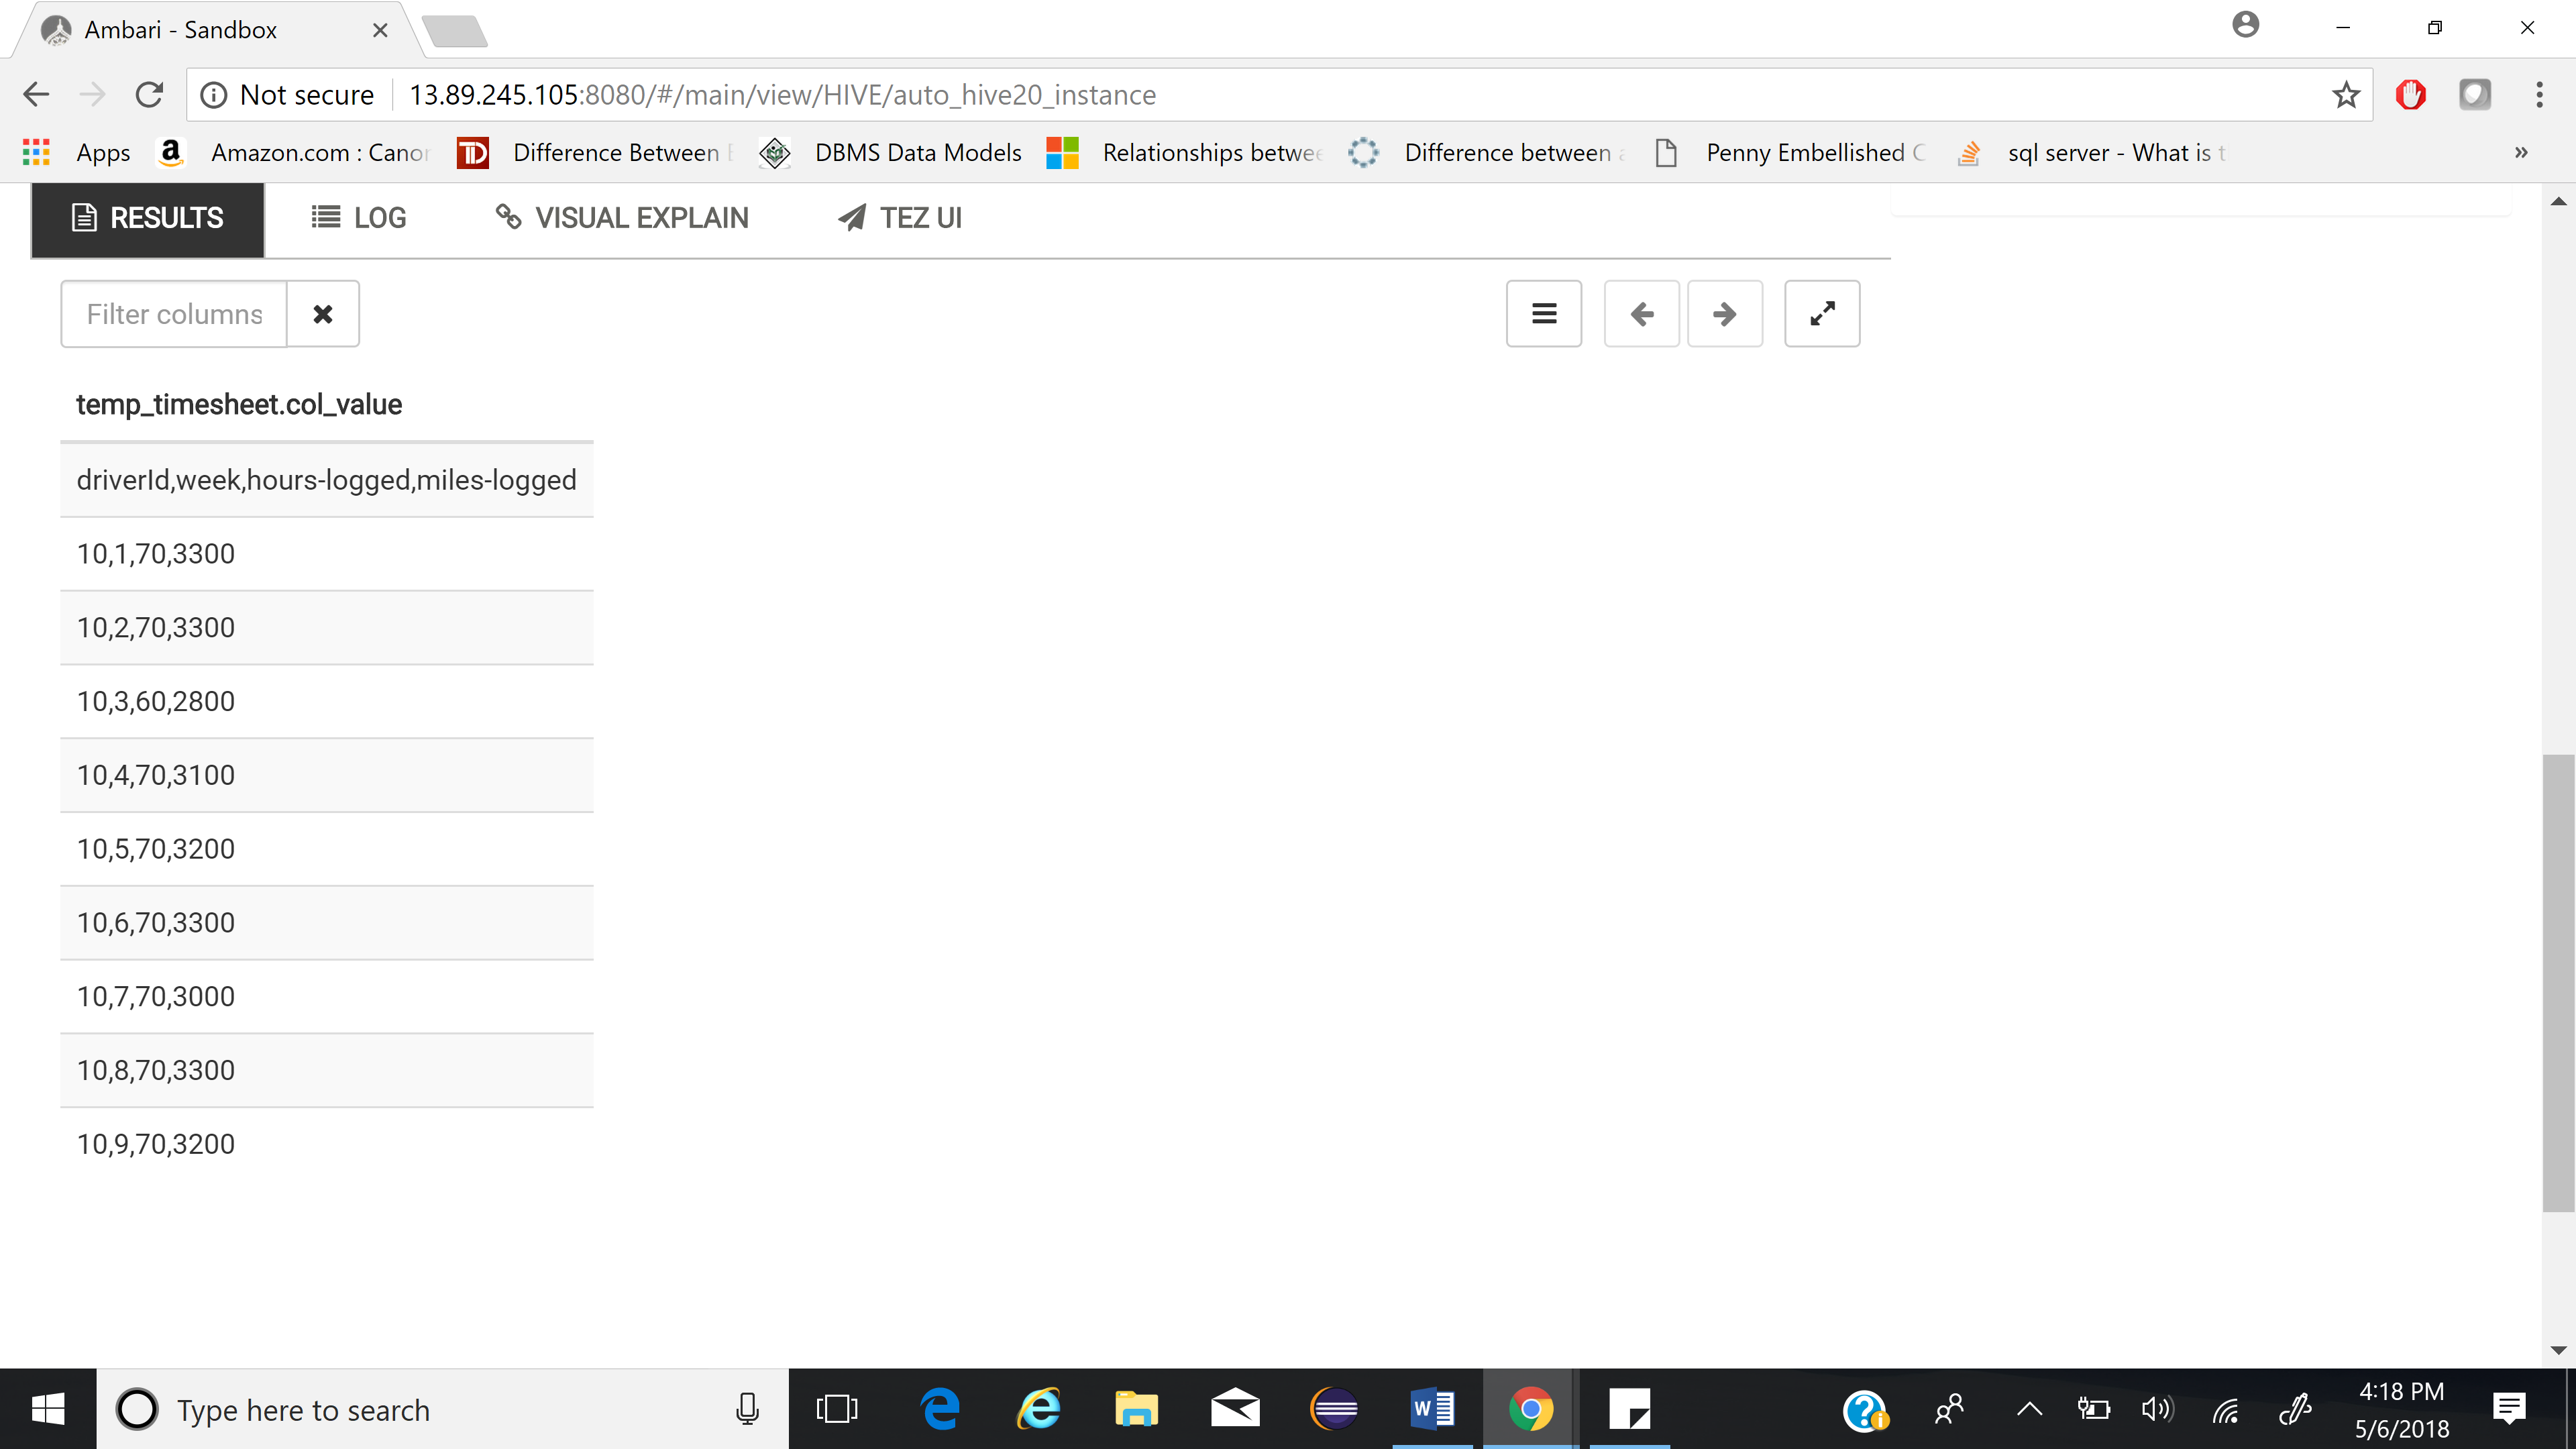 Ambari - Sandbox
Not secure 13.89.245.105:8080/#/main/view/HIVE/auto_hive20_instance
Apps Amazon.com : Canon Difference Between DBMS Data Models Relationships betwee Difference between Penny Embellished sql server - What is t »
RESULTS LOG VISUAL EXPLAIN TEZ UI
Filter columns
temp_timesheet.col_value
driverId,week,hours-logged,miles-logged
10,1,70,3300
10,2,70,3300
10,3,60,2800
10,4,70,3100
10,5,70,3200
10,6,70,3300
10,7,70,3000
10,8,70,3300
10,9,70,3200
Type here to search
4:18 PM
5/6/2018